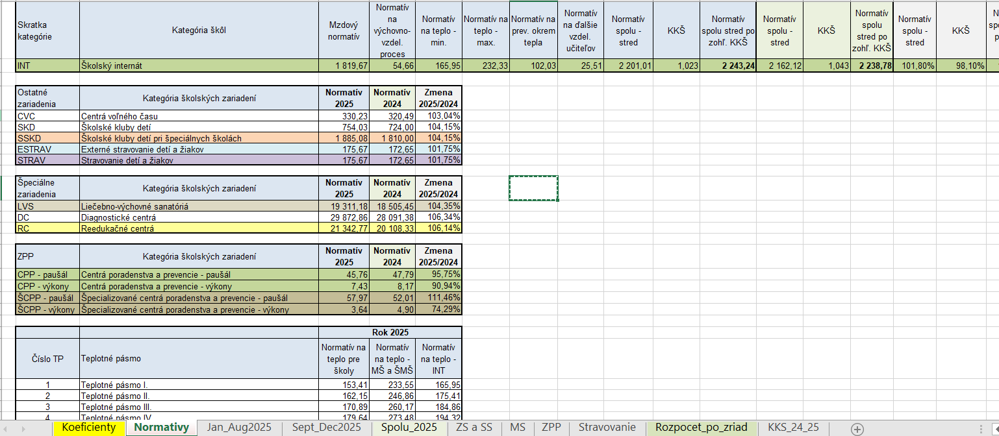 Skratka kategórie	Kategória škôl	Mzdový normatív	Normatív na výchovno-vzdel. proces	Normatív na teplo - min.	Normatív na teplo - max.	Normatív na prev. okrem tepla	Normatív na ďalšie vzdel. učiteľov	Normatív spolu - stred	KKŠ	Normatív spolu stred po zohľ. KKŠ	Normatív spolu - stred	KKŠ	Normatív spolu stred po zohľ. KKŠ	Normatív spolu - stred	KKŠ
INT	Školský internát	1 819,67	54,66	165,95	232,33	102,03	25,51	2 201,01	1,023	2 243,24	2 162,12	1,043	2 238,78	101,80%	98,10%
Ostatné zariadenia	Kategória školských zariadení	Normatív 2025	Normatív 2024	Zmena 2025/2024
CVC	Centrá voľného času	330,23	320,49	103,04%
SKD	Školské kluby detí	754,03	724,00	104,15%
SSKD	Školské kluby detí pri špeciálnych školách	1 885,08	1 810,00	104,15%
ESTRAV	Externé stravovanie detí a žiakov	175,67	172,65	101,75%
STRAV	Stravovanie detí a žiakov	175,67	172,65	101,75%
Špeciálne zariadenia	Kategória školských zariadení	Normatív 2025	Normatív 2024	Zmena 2025/2024
LVS	Liečebno-výchovné sanatóriá	19 311,18	18 505,45	104,35%
DC	Diagnostické centrá	29 872,86	28 091,38	106,34%
RC	Reedukačné centrá	21 342,77	20 108,33	106,14%
ZPP	Kategória školských zariadení	Normatív 2025	Normatív 2024	Zmena 2025/2024
CPP - paušál	Centrá poradenstva a prevencie - paušál	45,76	47,79	95,75%
CPP - výkony	Centrá poradenstva a prevencie - výkony	7,43	8,17	90,94%
ŠCPP - paušál	Špecializované centrá poradenstva a prevencie - paušál	57,97	52,01	111,46%
ŠCPP - výkony	Špecializované centrá poradenstva a prevencie - výkony	3,64	4,90	74,29%
Rok 2025
Číslo TP	Teplotné pásmo	Normatív na teplo pre školy	Normatív na teplo - MŠ a ŠMŠ	Normatív na teplo - INT
1	Teplotné pásmo I.	153,41	233,55	165,95
2	Teplotné pásmo II.	162,15	246,86	175,41
3	Teplotné pásmo III.	170,89	260,17	184,86
4	Teplotné pásmo IV.	179,64	273,48	194,32
Koeficienty	Normativy	Jan_Aug2025	Sept_Dec2025	Spolu_2025	ZS a SS	MS	ZPP	Stravovanie	Rozpocet_po_zriad	KKS_24_25